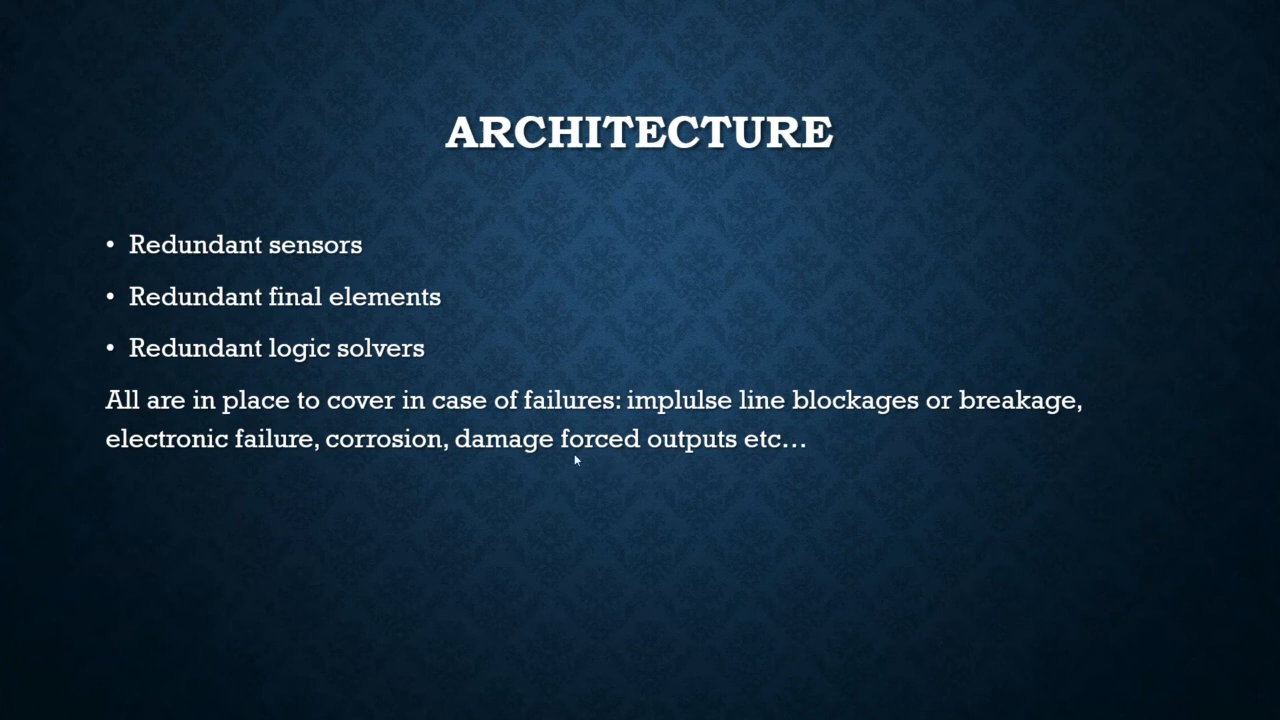 ARCHITECTURE
• Redundant sensors
• Redundant final elements
• Redundant logic solvers
All are in place to cover in case of failures: implulse line blockages or breakage,
electronic failure, corrosion, damage forced outputs etc…